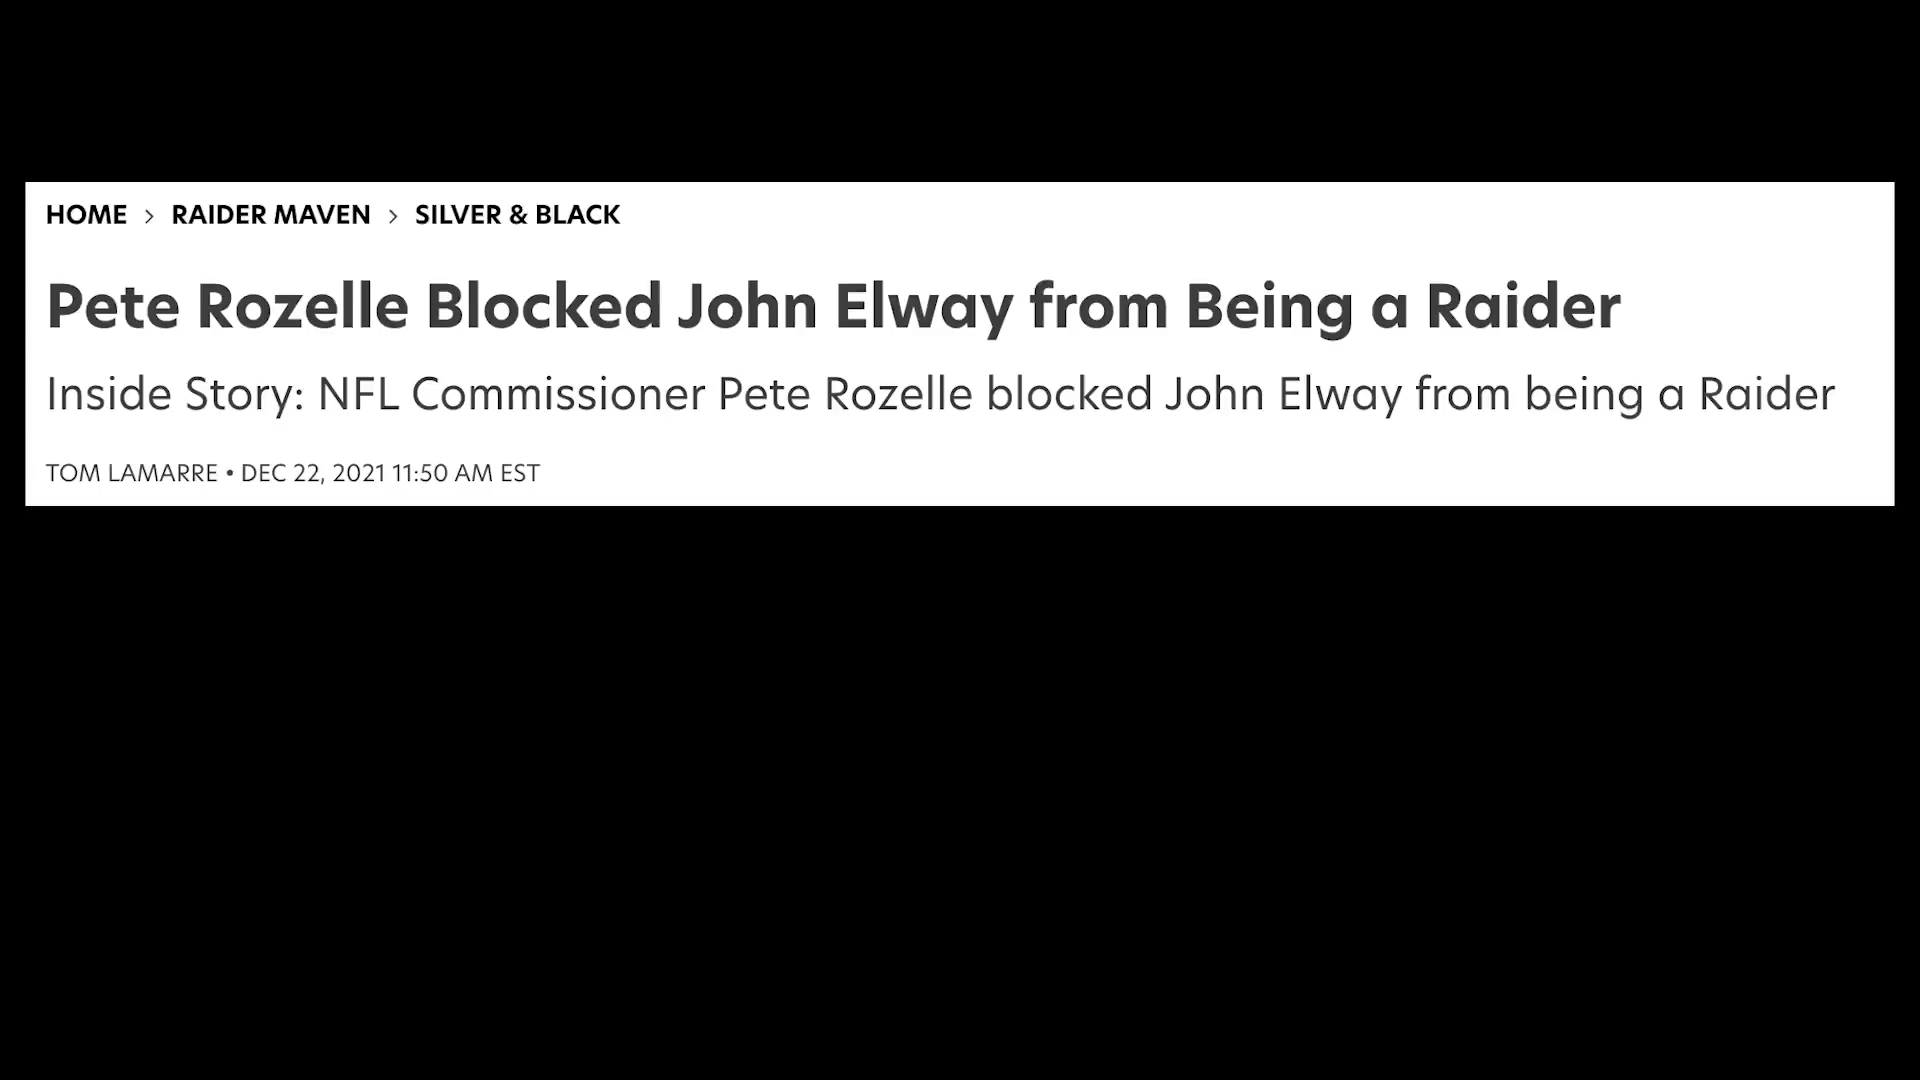 HOME > RAIDER MAVEN > SILVER & BLACK
Pete Rozelle Blocked John Elway from Being a Raider
Inside Story: NFL Commissioner Pete Rozelle blocked John Elway from being a Raider
TOM LAMARRE • DEC 22, 2021 11:50 AM EST